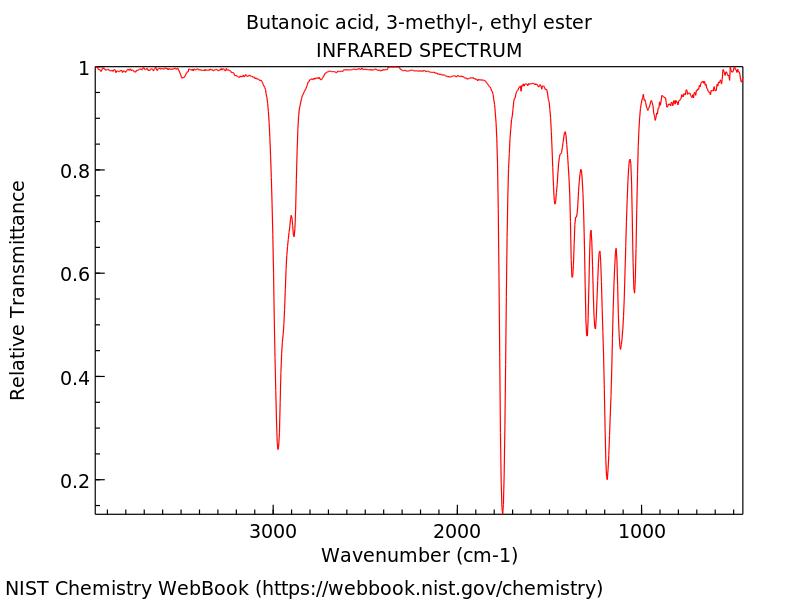 Butanoic acid, 3-methyl-, ethyl ester
INFRARED SPECTRUM
1
0.8
0.6
0.4
0.2
Relative Transmittance
3000 2000 1000
Wavenumber (cm-1)
NIST Chemistry WebBook (https://webbook.nist.gov/chemistry)